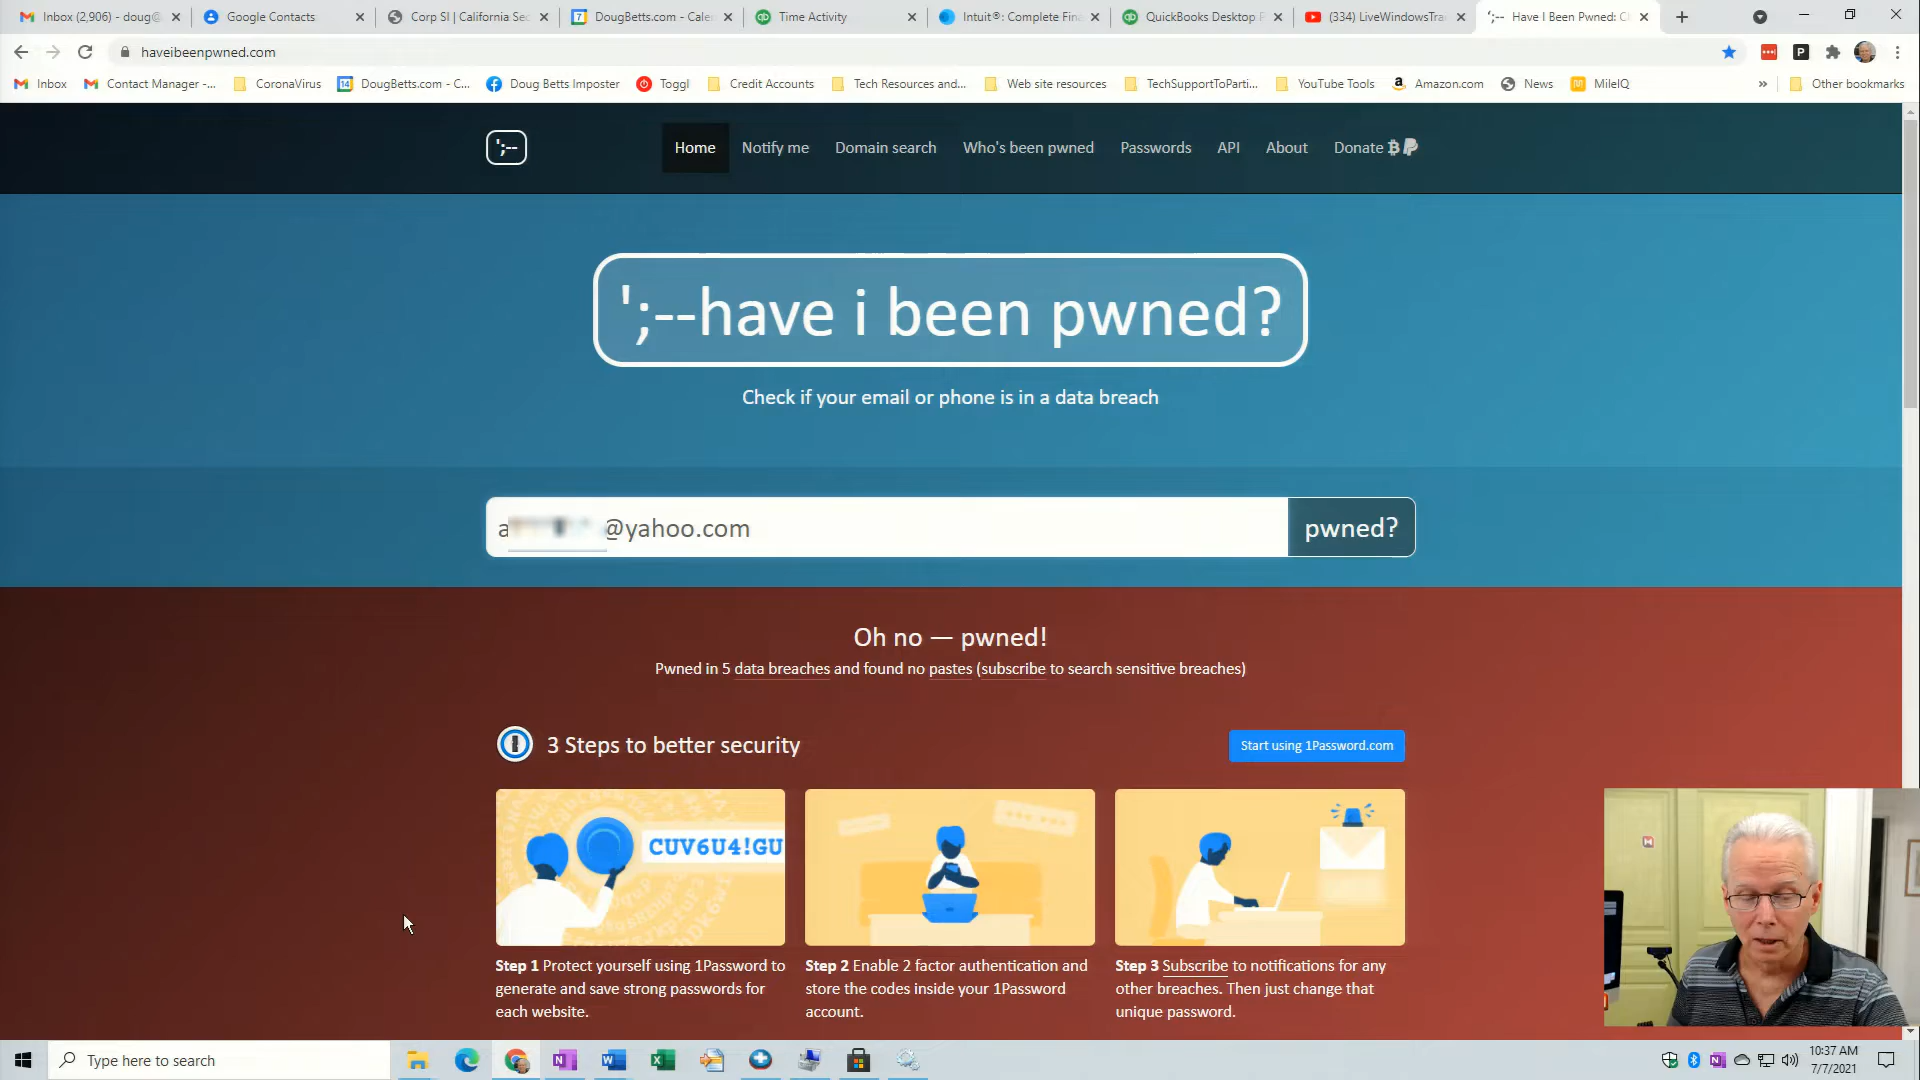 Inbox (2,906) - doug@
Google Contacts
Corp SI | California Sec
DougBetts.com - Cale
Time Activity
Intuit®: Complete Fin
QuickBooks Desktop P
(334) LiveWindowsTra
';-- Have I Been Pwned: C
haveibeenpwned.com
Inbox
Contact Manager -...
CoronaVirus
DougBetts.com - C...
Doug Betts Imposter
Toggl
Credit Accounts
Tech Resources and...
Web site resources
TechSupportToParti...
YouTube Tools
Amazon.com
News
MileIQ
Other bookmarks
';--
Home
Notify me
Domain search
Who's been pwned
Passwords
API
About
Donate
';--have i been pwned?
Check if your email or phone is in a data breach
@yahoo.com
pwned?
Oh no — pwned!
Pwned in 5 data breaches and found no pastes (subscribe to search sensitive breaches)
3 Steps to better security
Start using 1Password.com
CUV6U4!GU
Step 1 Protect yourself using 1Password to
generate and save strong passwords for
each website.
Step 2 Enable 2 factor authentication and
store the codes inside your 1Password
account.
Step 3 Subscribe to notifications for any
other breaches. Then just change that
unique password.
Type here to search
10:37 AM
7/7/2021